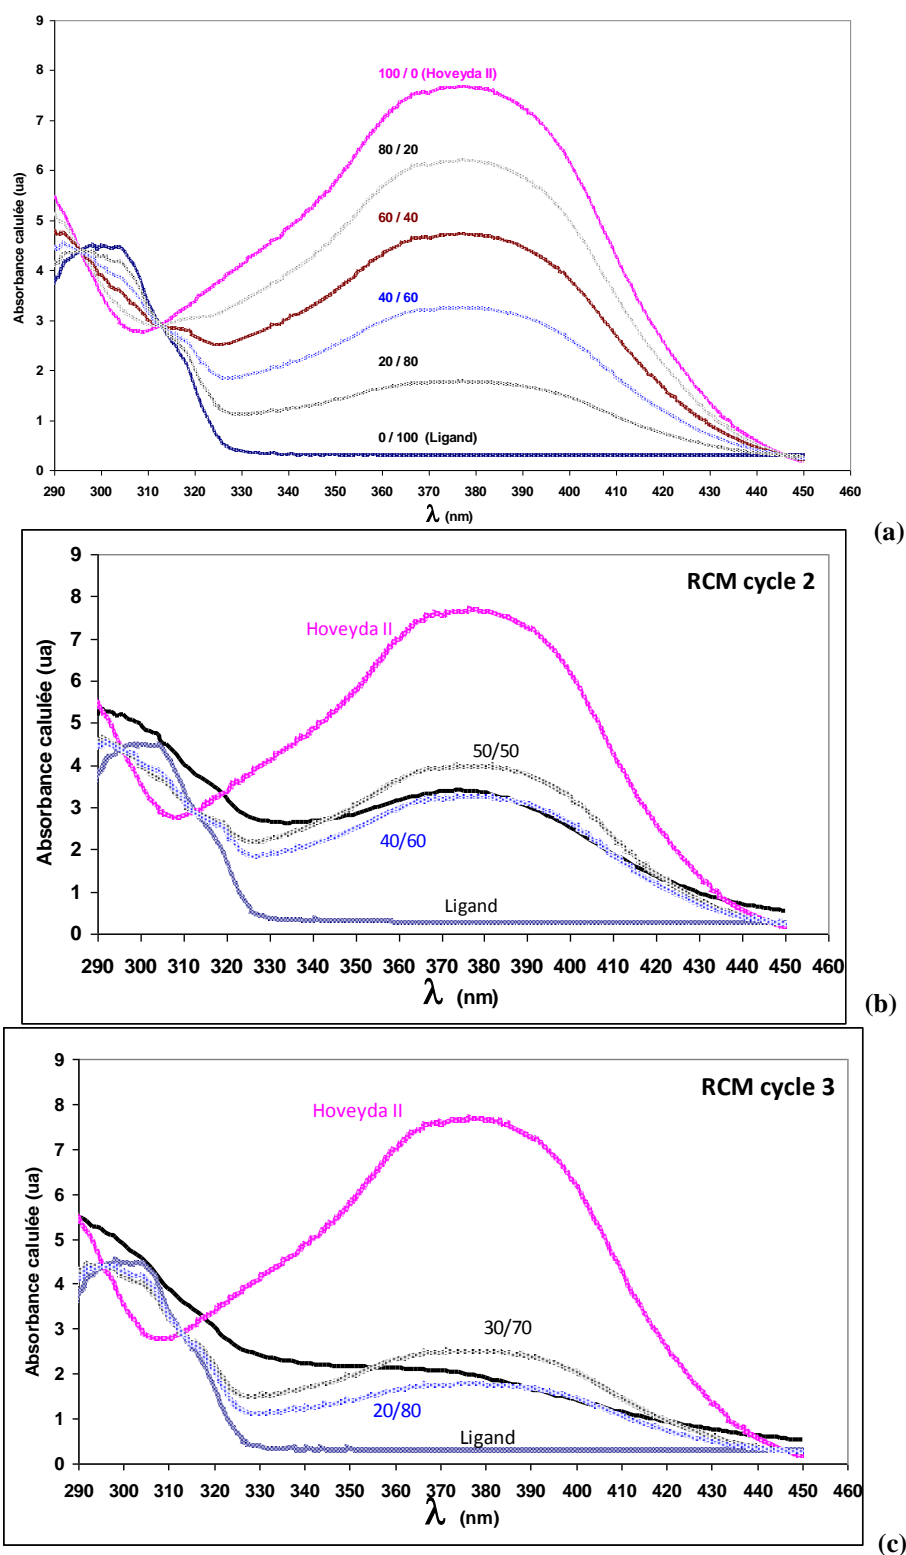 9
8
7
6
5
4
3
2
1
0
Absorbance calulée (ua)
100 / 0 (Hoveyda II)
80 / 20
60 / 40
40 / 60
20 / 80
0 / 100 (Ligand)
290 300 310 320 330 340 350 360 370 380 390 400 410 420 430 440 450 460
λ (nm)
(a)
RCM cycle 2
9
8
7
6
5
4
3
2
1
0
Absorbance calulée (ua)
Hoveyda II
50/50
40/60
Ligand
290 300 310 320 330 340 350 360 370 380 390 400 410 420 430 440 450 460
λ (nm)
(b)
RCM cycle 3
9
8
7
6
5
4
3
2
1
0
Absorbance calulée (ua)
Hoveyda II
30/70
20/80
Ligand
290 300 310 320 330 340 350 360 370 380 390 400 410 420 430 440 450 460
λ (nm)
(c)